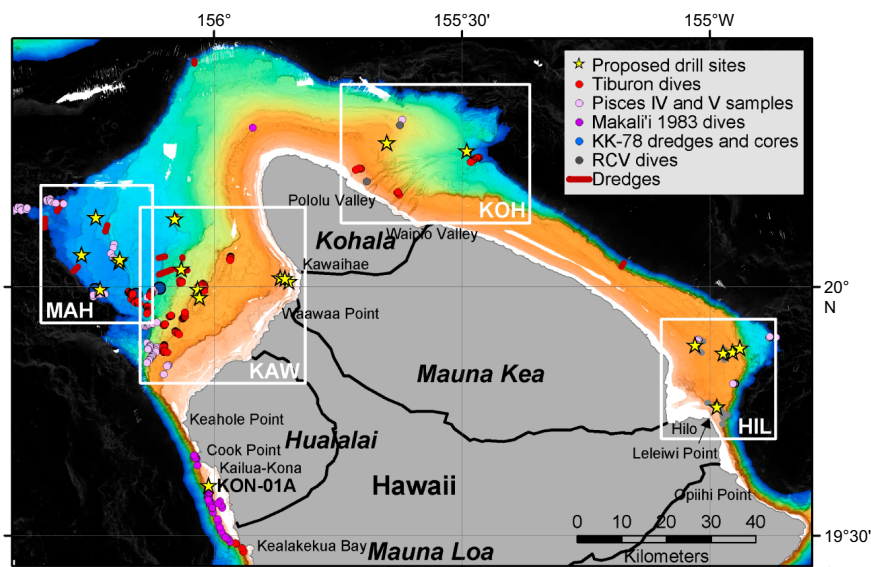 156°
155°30'
155°
Proposed drill sites
Tiburon dives
Pisces IV and V samples
Makali'i 1983 dives
KK-78 dredges and cores
RCV dives
Dredges
Pololu Valley
KOH
Waipio Valley
Kohala
Kawaihae
20°
N
MAH
Waawaa Point
KAW
Mauna Kea
Keahole Point
Hualalai
Hilo
HIL
Cook Point
Leleiwi Point
Kailua-Kona
KON-01A
Hawaii
Opiihi Point
0 10 20 30 40
19°30'
Kealakekua Bay
Mauna Loa
Kilometers